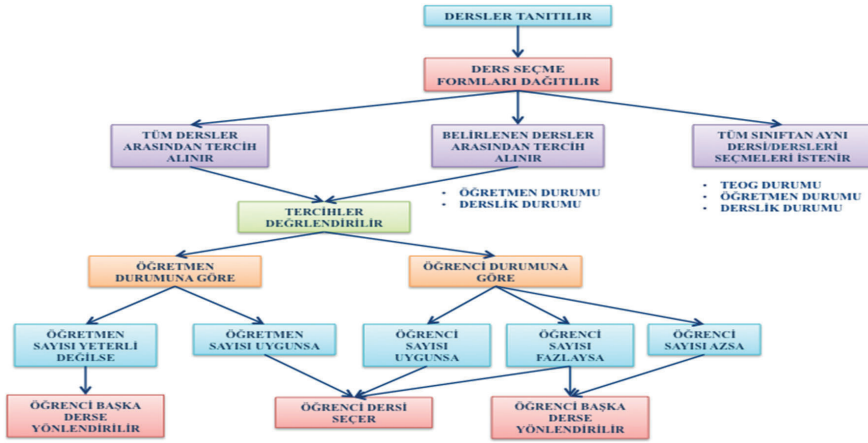 DERSLER TANITILIR
DERS SEÇME
FORMLARI DAĞITILIR
TÜM DERSLER
ARASINDAN TERCİH
ALINIR
BELİRLENEN DERSLER
ARASINDAN TERCİH
ALINIR
TÜM SINIFTAN AYNI
DERSİ/DERSLERİ
SEÇMELERİ İSTENİR
• ÖĞRETMEN DURUMU
• DERSLİK DURUMU
• TEOG DURUMU
• ÖĞRETMEN DURUMU
• DERSLİK DURUMU
TERCİHLER
DEĞRLENDİRİLİR
ÖĞRETMEN
DURUMUNA GÖRE
ÖĞRENCİ DURUMUNA
GÖRE
ÖĞRETMEN
SAYISI YETERLİ
DEĞİLSE
ÖĞRETMEN
SAYISI UYGUNSA
ÖĞRENCİ
SAYISI
UYGUNSA
ÖĞRENCİ
SAYISI
FAZLAYSA
ÖĞRENCİ
SAYISI AZSA
ÖĞRENCİ BAŞKA
DERSE
YÖNLENDİRİLİR
ÖĞRENCİ DERSİ
SEÇER
ÖĞRENCİ BAŞKA
DERSE
YÖNLENDİRİLİR